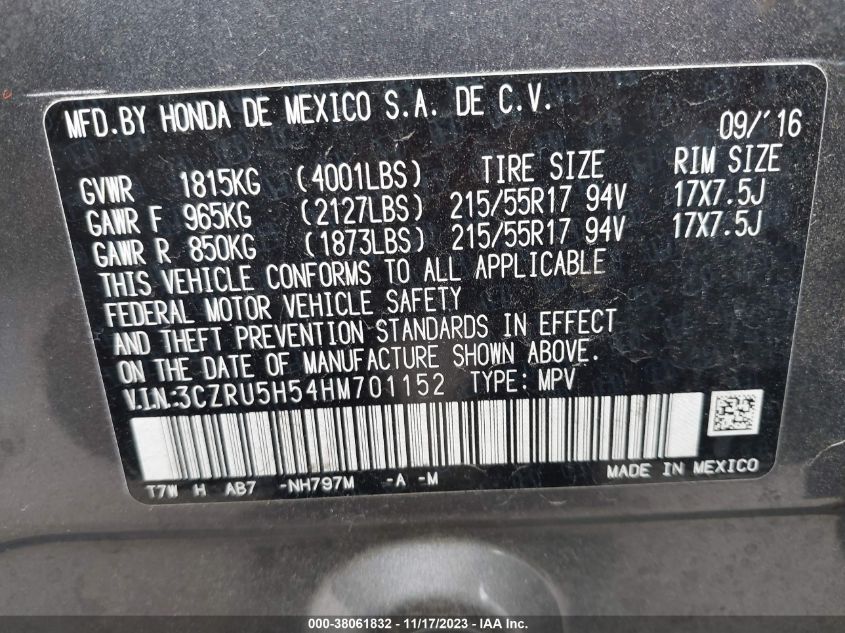 MFD.BY HONDA DE MEXICO S.A. DE C.V.
09/'16
GVWR 1815KG (4001LBS) TIRE SIZE RIM SIZE
GAWR F 965KG (2127LBS) 215/55R17 94V 17X7.5J
GAWR R 850KG (1873LBS) 215/55R17 94V 17X7.5J
THIS VEHICLE CONFORMS TO ALL APPLICABLE
FEDERAL MOTOR VEHICLE SAFETY
AND THEFT PREVENTION STANDARDS IN EFFECT
ON THE DATE OF MANUFACTURE SHOWN ABOVE.
V.I.N.:3CZRU5H54HM701152 TYPE: MPV
T7W H AB7 -NH797M -A -M
MADE IN MEXICO
000-38061832 - 11/17/2023 - IAA Inc.